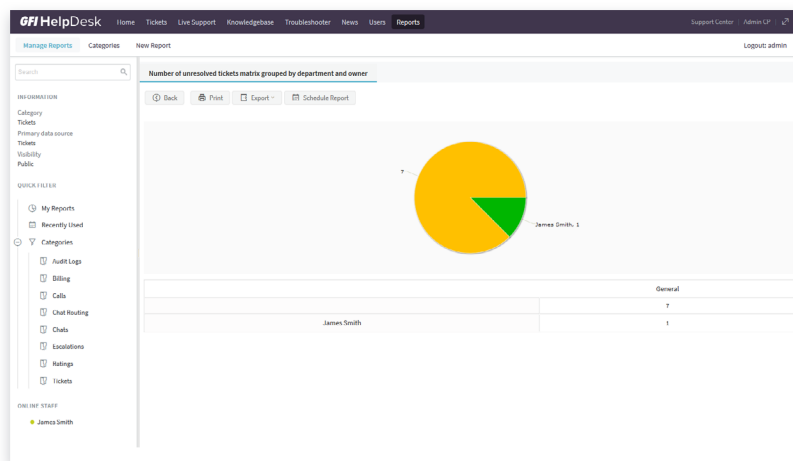 GFI HelpDesk Home Tickets Live Support Knowledgebase Troubleshooter News Users Reports Support Center Admin CP
Manage Reports Categories New Report Logout: admin
Search
Number of unresolved tickets matrix grouped by department and owner
Back Print Export Schedule Report
INFORMATION
Category
Tickets
Primary data source
Tickets
Visibility
Public
QUICK FILTER
My Reports
Recently Used
Categories
Audit Logs
Billing
Calls
Chat Routing
Chats
Escalations
Ratings
Tickets
ONLINE STAFF
James Smith
7
James Smith, 1
General
7
James Smith 1